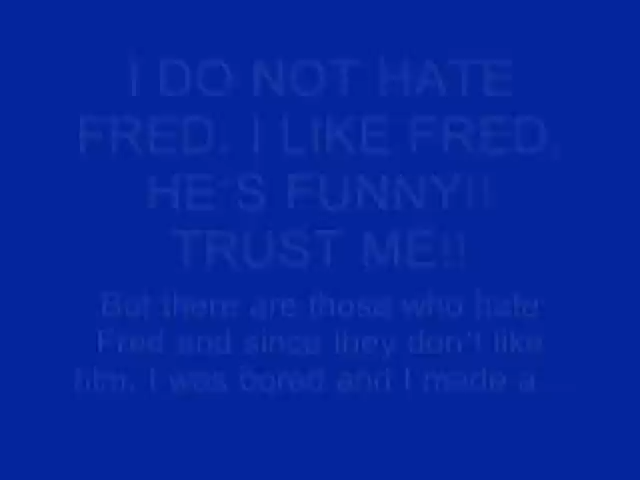 I DO NOT HATE
FRED. I LIKE FRED.
HE'S FUNNY!!
TRUST ME!!
But there are those who hate
Fred and since they don't like
him, I was bored and I made a...